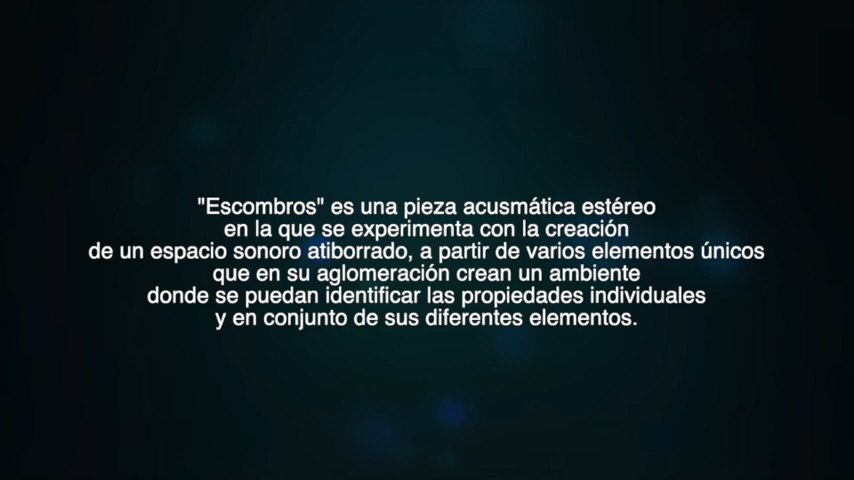 "Escombros" es una pieza acusmática estéreo
en la que se experimenta con la creación
de un espacio sonoro atiborrado, a partir de varios elementos únicos
que en su aglomeración crean un ambiente
donde se puedan identificar las propiedades individuales
y en conjunto de sus diferentes elementos.